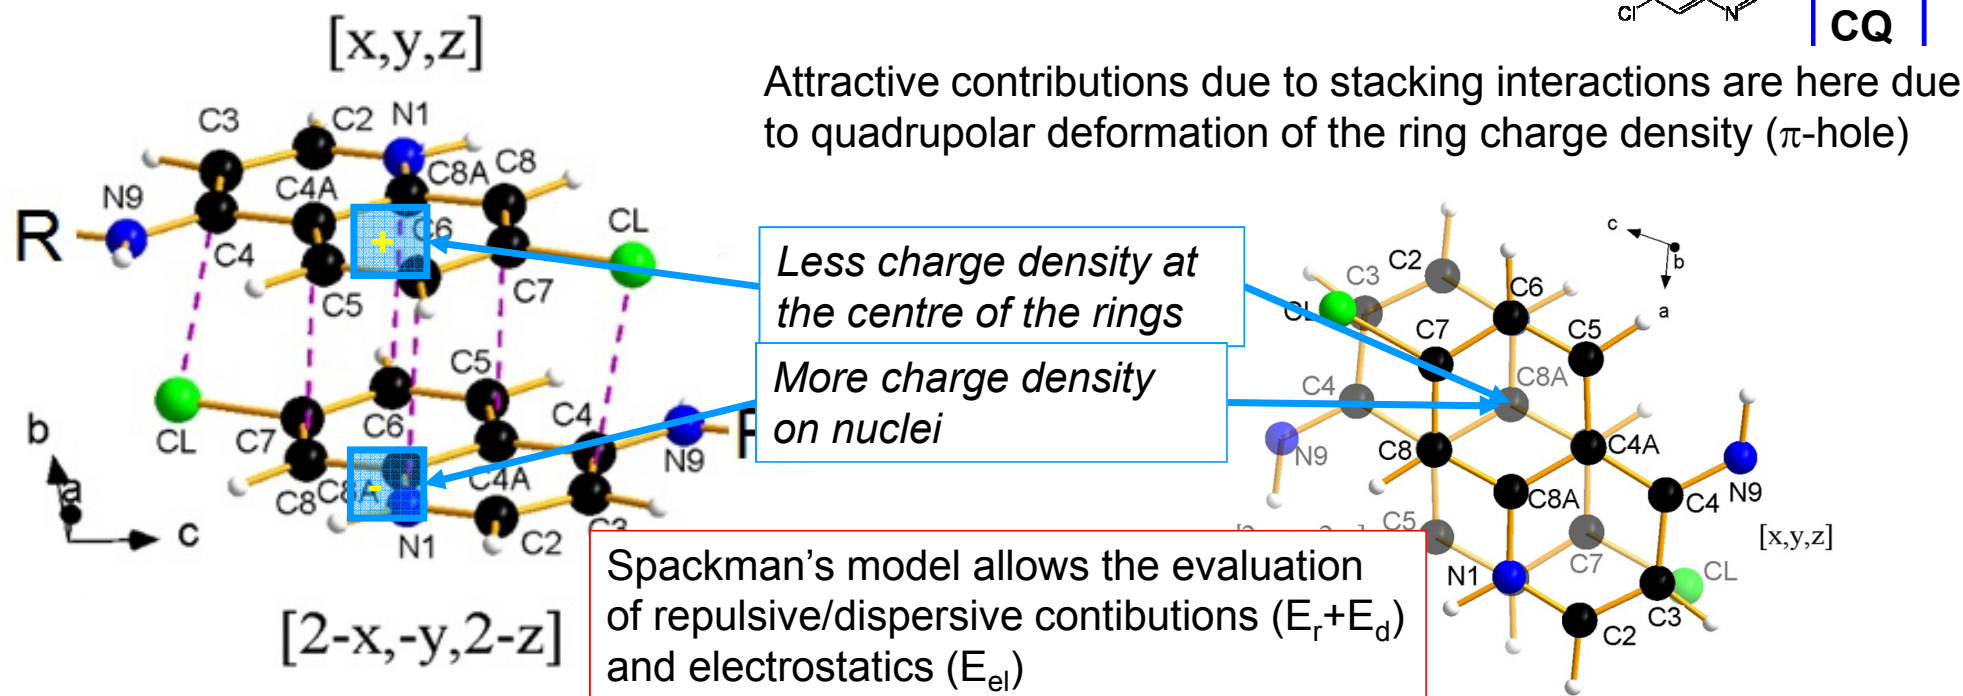 Cl
N
CQ
[x,y,z]
Attractive contributions due to stacking interactions are here due
to quadrupolar deformation of the ring charge density (π-hole)
C3
C2
N1
C8A
C8
C4A
N9
R
C4
C6
CL
C5
C7
+
Less charge density at
the centre of the rings
More charge density
on nuclei
CL
C7
C6
C5
C4
N9
C8
C8A
C4A
N1
C2
C3
-
b
a
c
[2-x,-y,2-z]
Spackman's model allows the evaluation
of repulsive/dispersive contibutions (Er+Ed)
and electrostatics (Eel)
c
b
a
C3
C2
C6
CL
C7
C5
C8A
C4
N9
C8
C4A
C8A
C4
N9
C5
[x,y,z]
N1
C7
CL
C3
C2